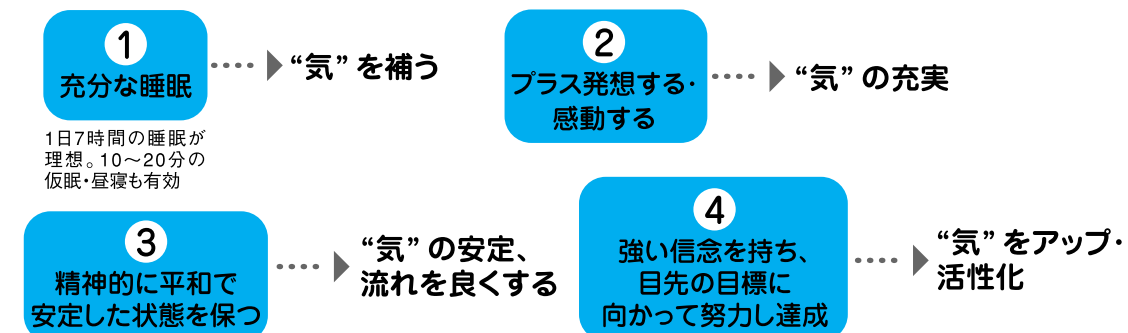 1
充分な睡眠
“気”を補う
1日7時間の睡眠が
理想。10〜20分の
仮眠・昼寝も有効
2
プラス発想する・
感動する
“気”の充実
3
精神的に平和で
安定した状態を保つ
“気”の安定、
流れを良くする
4
強い信念を持ち、
目先の目標に
向かって努力し達成
“気”をアップ・
活性化